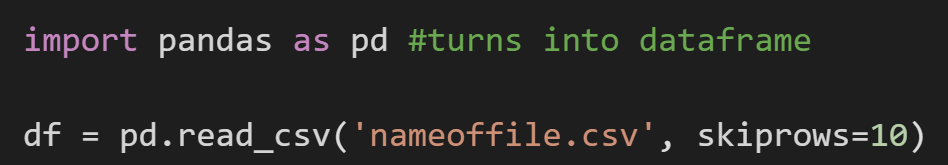 import pandas as pd #turns into dataframe
df = pd.read_csv('nameoffile.csv', skiprows=10)